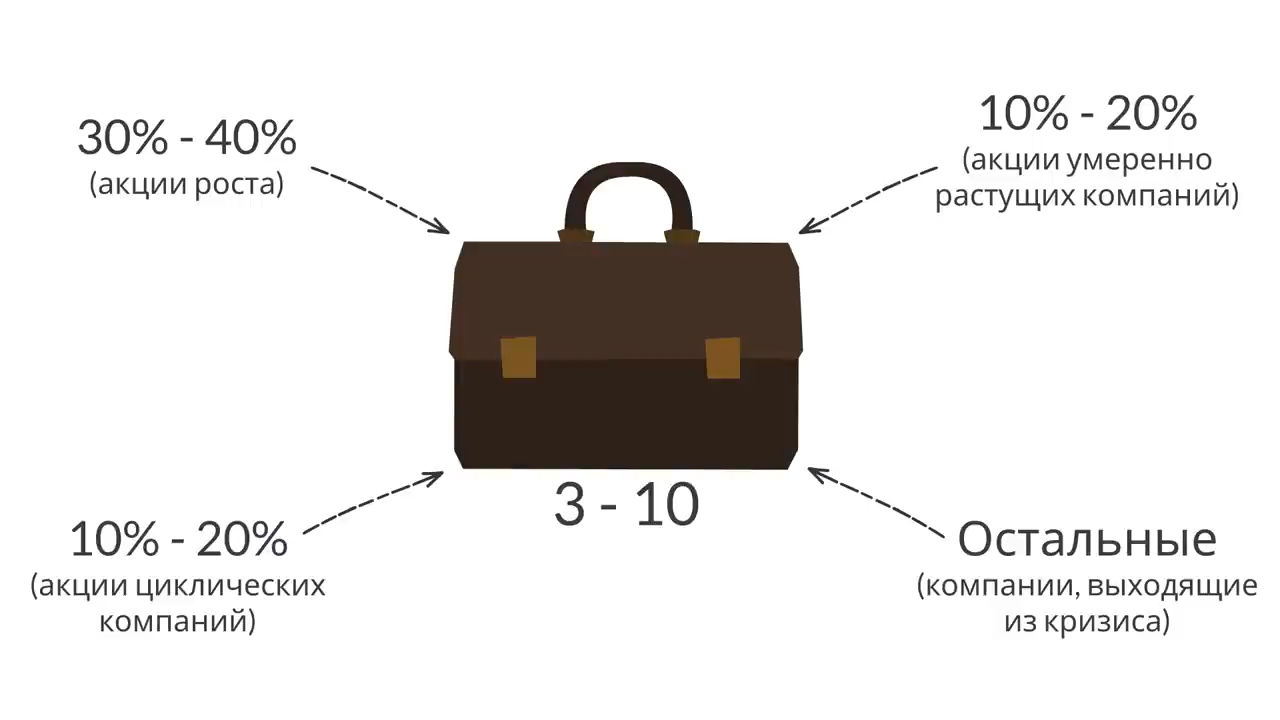 30% - 40%
(акции роста)
10% - 20%
(акции умеренно
растущих компаний)
3 - 10
10% - 20%
(акции циклических
компаний)
Остальные
(компании, выходящие
из кризиса)